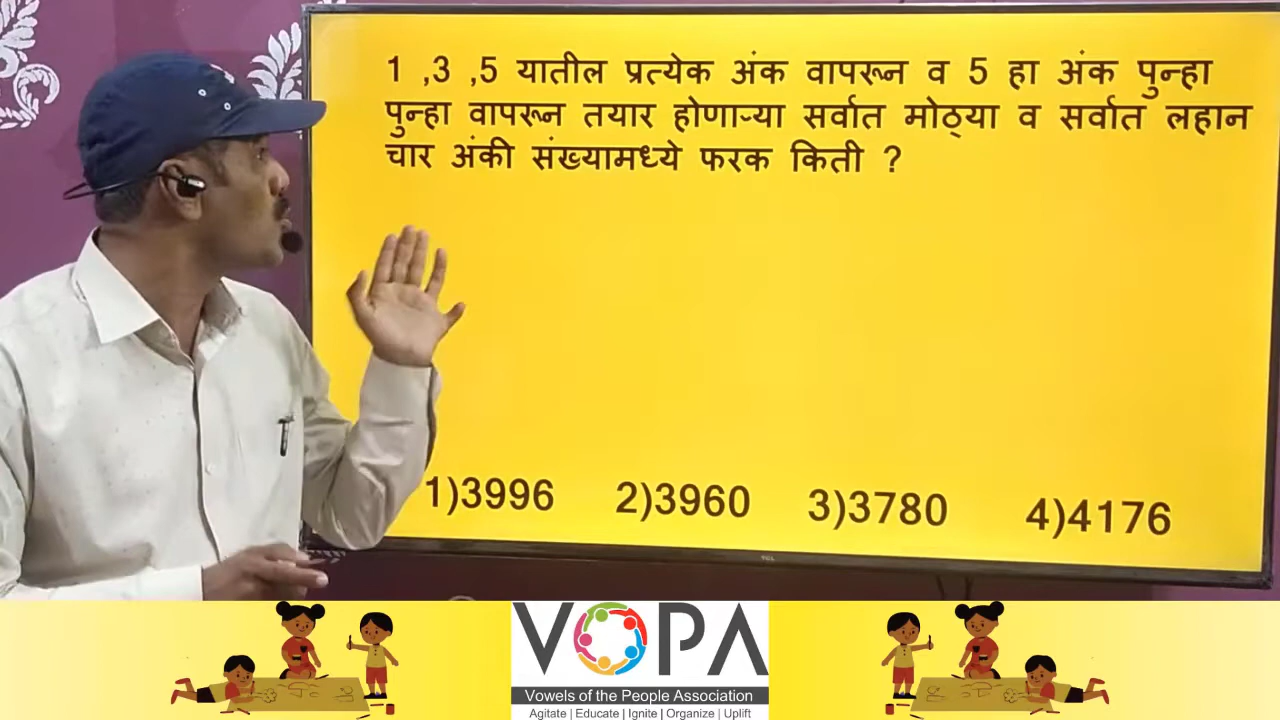 1 ,3 ,5 यातील प्रत्येक अंक वापरून व 5 हा अंक पुन्हा
पुन्हा वापरून तयार होणाऱ्या सर्वात मोठ्या व सर्वात लहान
चार अंकी संख्यामध्ये फरक किती ?
1)3996 2)3960 3)3780 4)4176
TCL
VOPA
Vowels of the People Association
Agitate | Educate | Ignite | Organize | Uplift